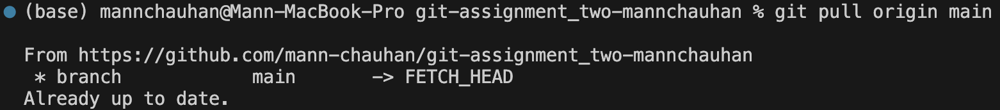 (base) mannchauhan@Mann-MacBook-Pro git-assignment_two-mannchauhan % git pull origin main
From https://github.com/mann-chauhan/git-assignment_two-mannchauhan
 * branch            main       -> FETCH_HEAD
Already up to date.